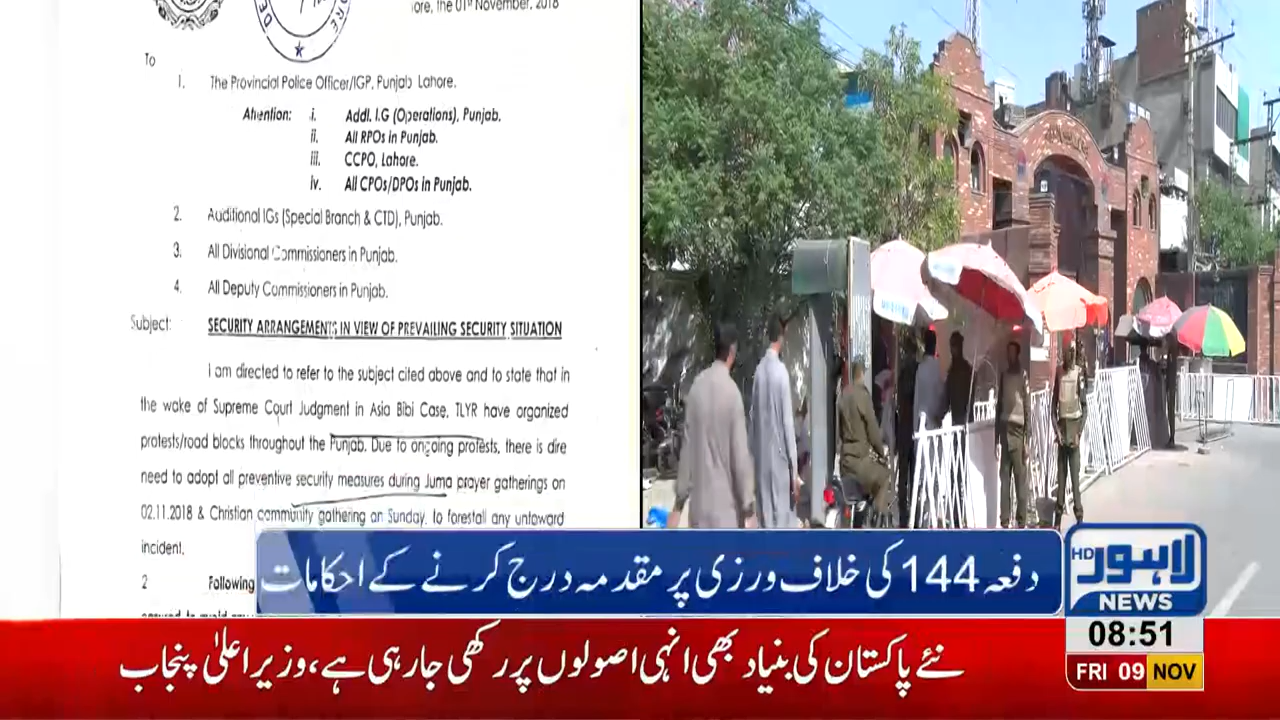 ore, the 01st November, 2018
To
1. The Provincial Police Officer/IGP, Punjab Lahore.
Attention: i. Addl. I.G (Operations), Punjab.
ii. All RPOs in Punjab.
iii. CCPO, Lahore.
iv. All CPOs/DPOs in Punjab.
2. Additional IGs (Special Branch & CTD), Punjab.
3. All Divisional Commissioners in Punjab.
4. All Deputy Commissioners in Punjab.
Subject: SECURITY ARRANGEMENTS IN VIEW OF PREVAILING SECURITY SITUATION
I am directed to refer to the subject cited above and to state that in
the wake of Supreme Court Judgment in Asia Bibi Case, TLYR have organized
protests/road blocks throughout the Punjab. Due to ongoing protests, there is dire
need to adopt all preventive security measures during Juma prayer gatherings on
02.11.2018 & Christian community gathering on Sunday, to forestall any untoward
incident.
2 Following
دفعہ 144 کی خلاف ورزی پر مقدمہ درج کرنے کے احکامات
HD لاہور
NEWS
08:51
FRI 09 NOV
نئے پاکستان کی بنیاد بھی انہی اصولوں پر رکھی جا رہی ہے، وزیر اعلیٰ پنجاب